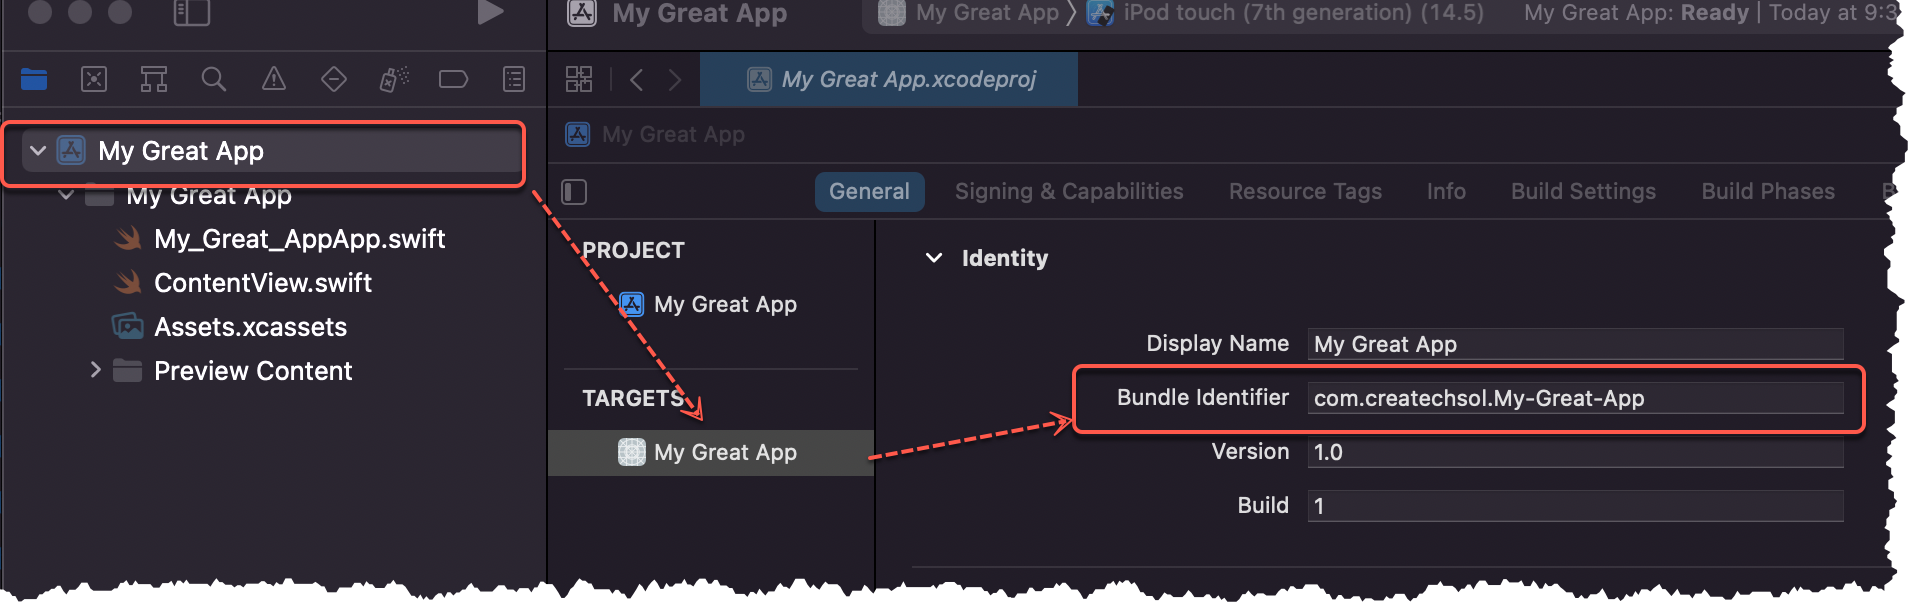 My Great App
My Great App
iPod touch (7th generation) (14.5)
My Great App: Ready | Today at 9:3
My Great App.xcodeproj
My Great App
My Great App
My Great App
My_Great_AppApp.swift
ContentView.swift
Assets.xcassets
Preview Content
General
Signing & Capabilities
Resource Tags
Info
Build Settings
Build Phases
PROJECT
My Great App
TARGETS
My Great App
Identity
Display Name
My Great App
Bundle Identifier
com.createchsol.My-Great-App
Version
1.0
Build
1